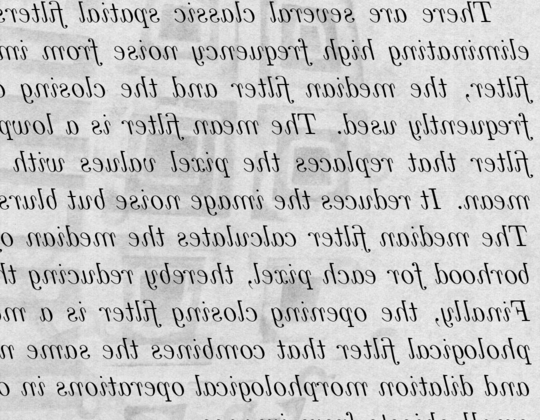 There are several classic spatial filters
eliminating high frequency noise from im
filter, the median filter and the closing
frequently used. The mean filter is a lowp
filter that replaces the pixel values with
mean. It reduces the image noise but blurs
The median filter calculates the median
borhood for each pixel, thereby reducing th
Finally, the opening closing filter is a
phological filter that combines the same
and dilation morphological operations in